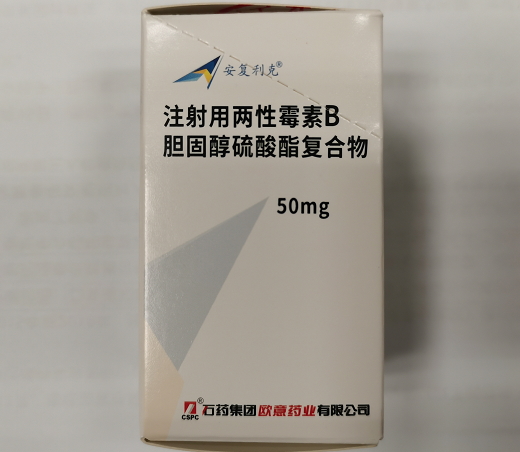 安复利克®
注射用两性霉素B
胆固醇硫酸酯复合物
50mg
CSPC® 石药集团欧意药业有限公司